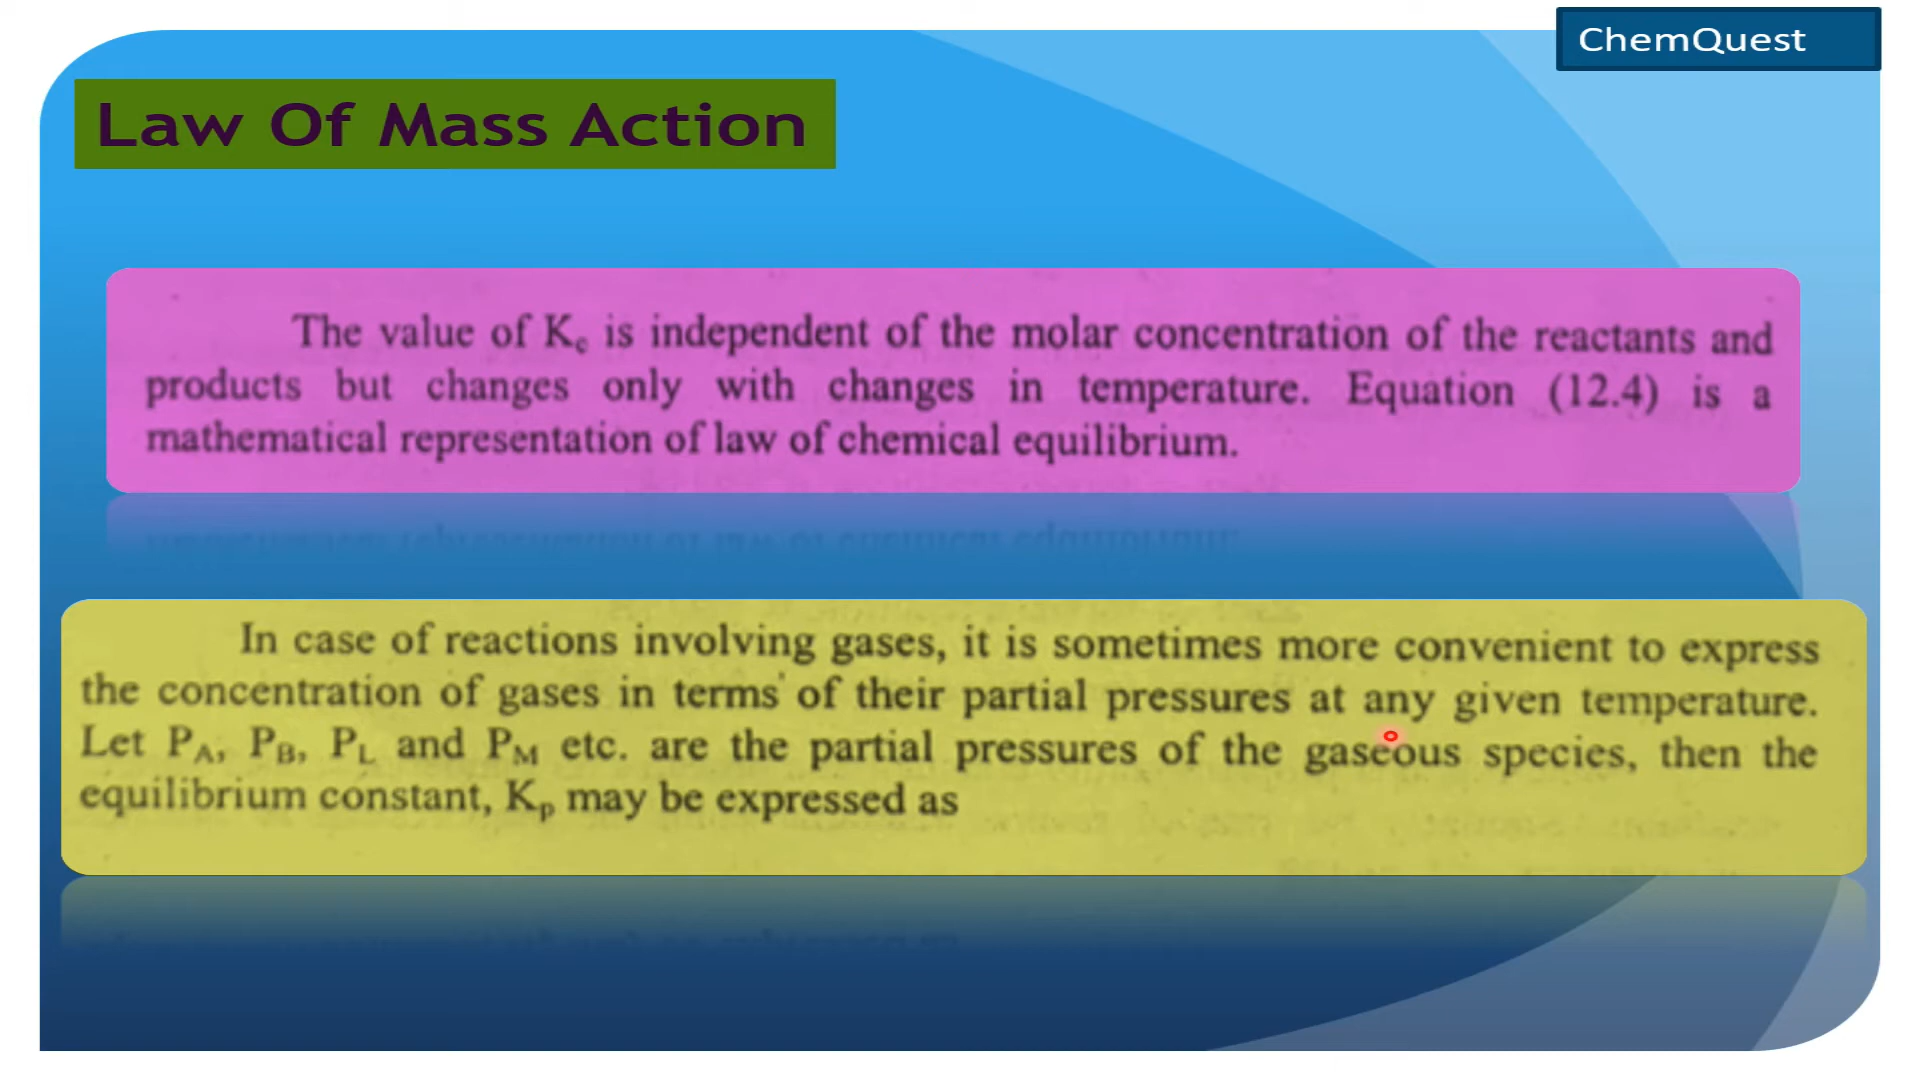 ChemQuest
Law Of Mass Action
The value of Kc is independent of the molar concentration of the reactants and
products but changes only with changes in temperature. Equation (12.4) is a
mathematical representation of law of chemical equilibrium.
In case of reactions involving gases, it is sometimes more convenient to express
the concentration of gases in terms of their partial pressures at any given temperature.
Let PA, PB, PL and PM etc. are the partial pressures of the gaseous species, then the
equilibrium constant, Kp may be expressed as